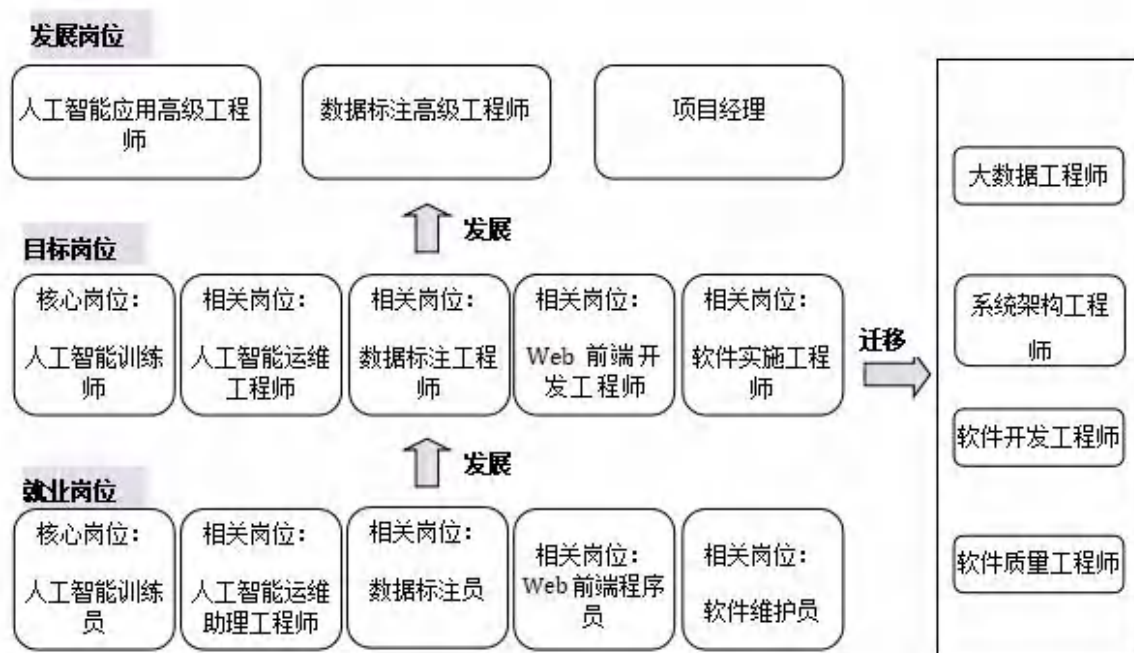 发展岗位
人工智能应用高级工程
师
数据标注高级工程师
项目经理
发展
目标岗位
核心岗位：
人工智能训练
师
相关岗位：
人工智能运维
工程师
相关岗位：
数据标注工程
师
相关岗位：
Web 前端开
发工程师
相关岗位：
软件实施工程
师
发展
就业岗位
核心岗位：
人工智能训练
员
相关岗位：
人工智能运维
助理工程师
相关岗位：
数据标注员
相关岗位：
Web前端程序
员
相关岗位：
软件维护员
迁移
大数据工程师
系统架构工程
师
软件开发工程师
软件质量工程师